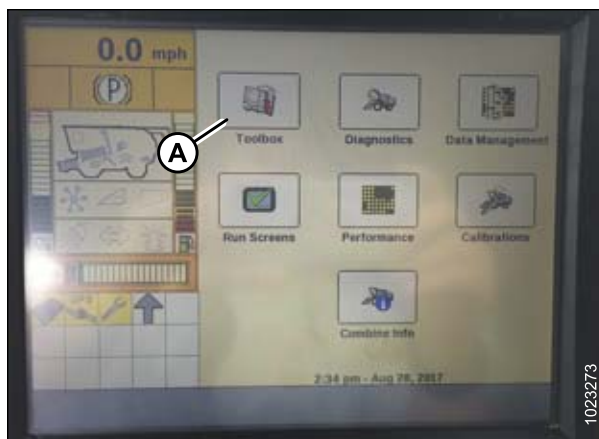 0.0 mph
(P)
A
Toolbox
Diagnostics
Data Management
Run Screens
Performance
Calibrations
Combine Info
2:34 pm - Aug 28, 2017
1023273